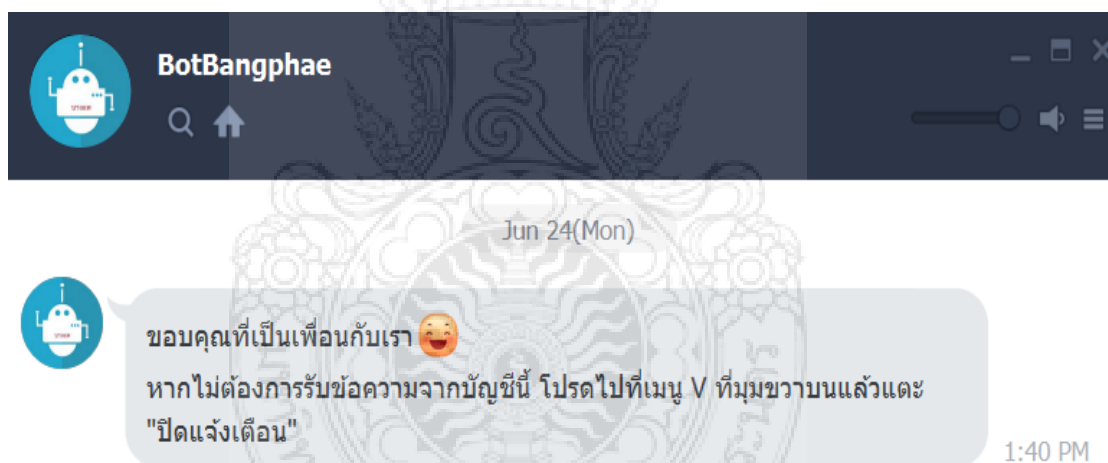 BotBangphae
Jun 24(Mon)
ขอบคุณที่เป็นเพื่อนกับเรา
หากไม่ต้องการรับข้อความจากบัญชีนี้ โปรดไปที่เมนู V ที่มุมขวาบนแล้วแตะ
"ปิดแจ้งเตือน"
1:40 PM